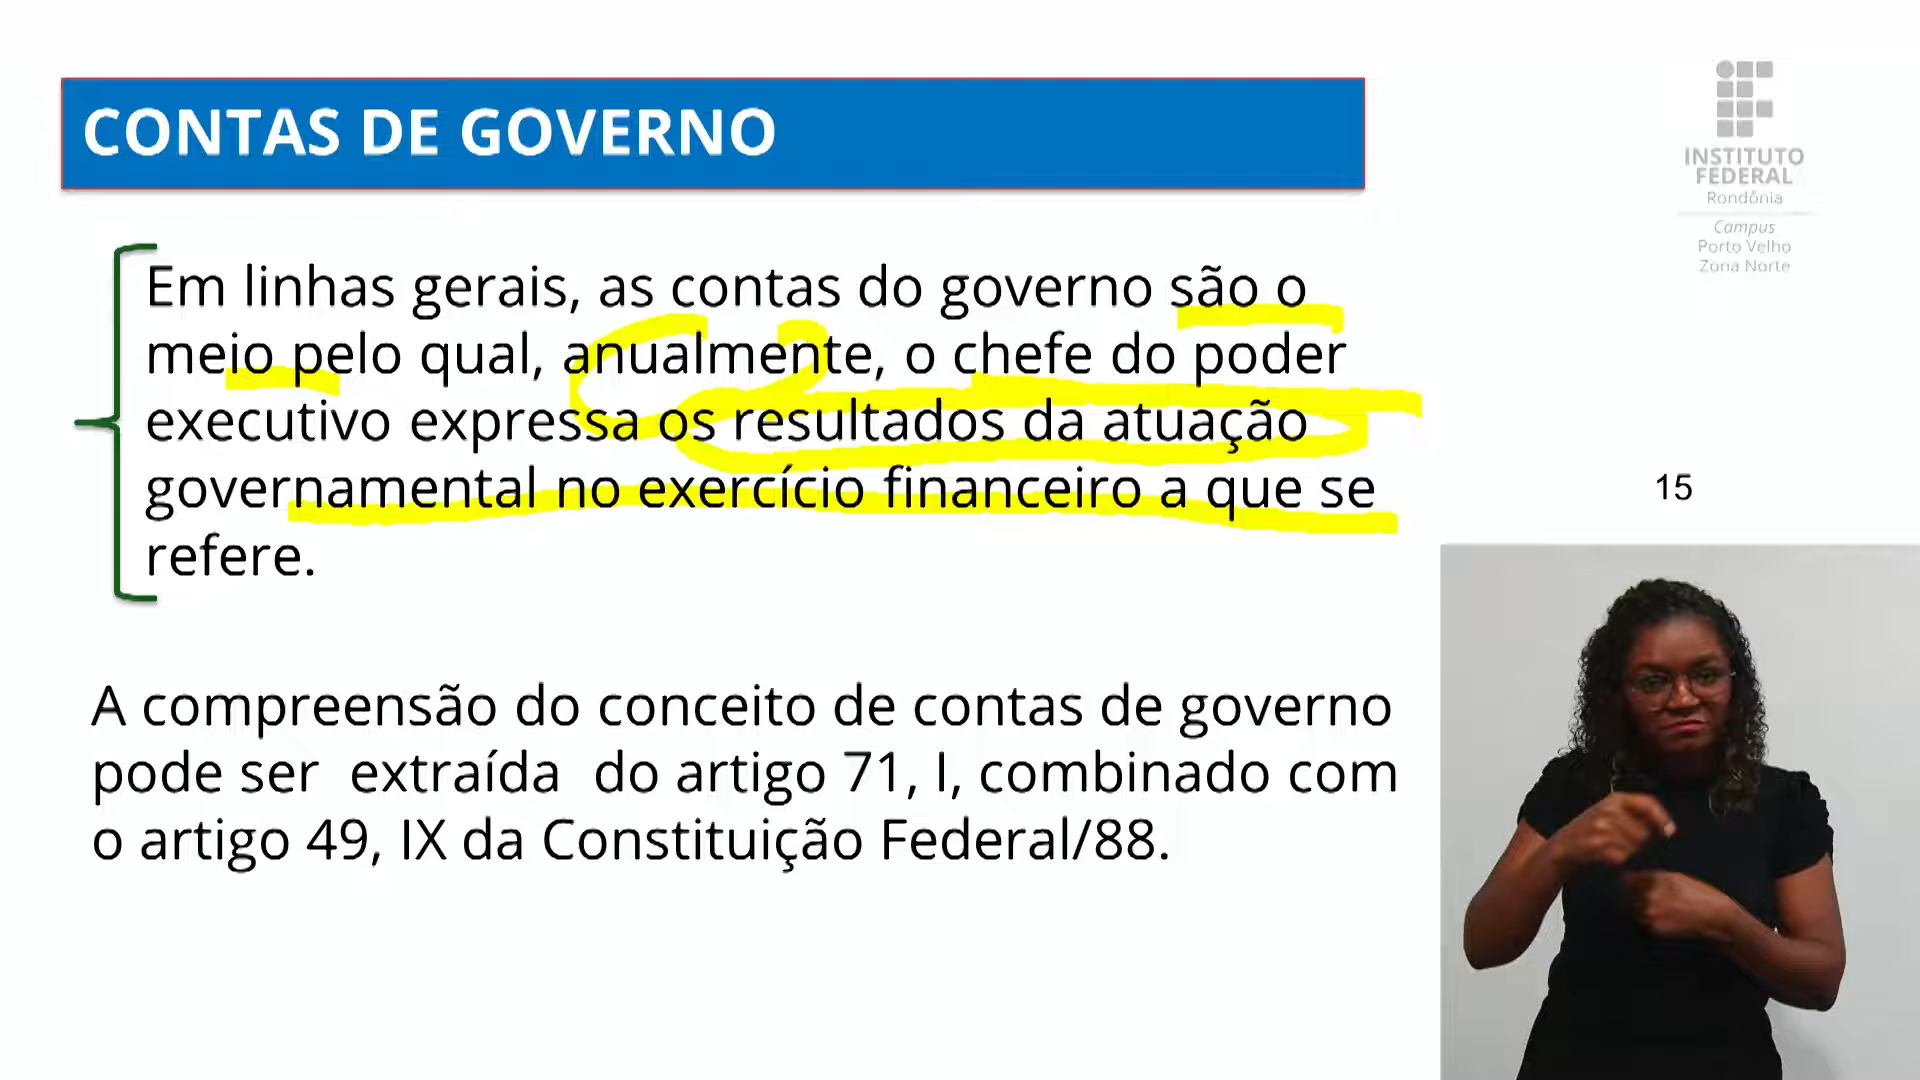 CONTAS DE GOVERNO
INSTITUTO
FEDERAL
Rondônia
Campus
Porto Velho
Zona Norte
Em linhas gerais, as contas do governo são o
meio pelo qual, anualmente, o chefe do poder
executivo expressa os resultados da atuação
governamental no exercício financeiro a que se
refere.
15
A compreensão do conceito de contas de governo
pode ser extraída do artigo 71, I, combinado com
o artigo 49, IX da Constituição Federal/88.